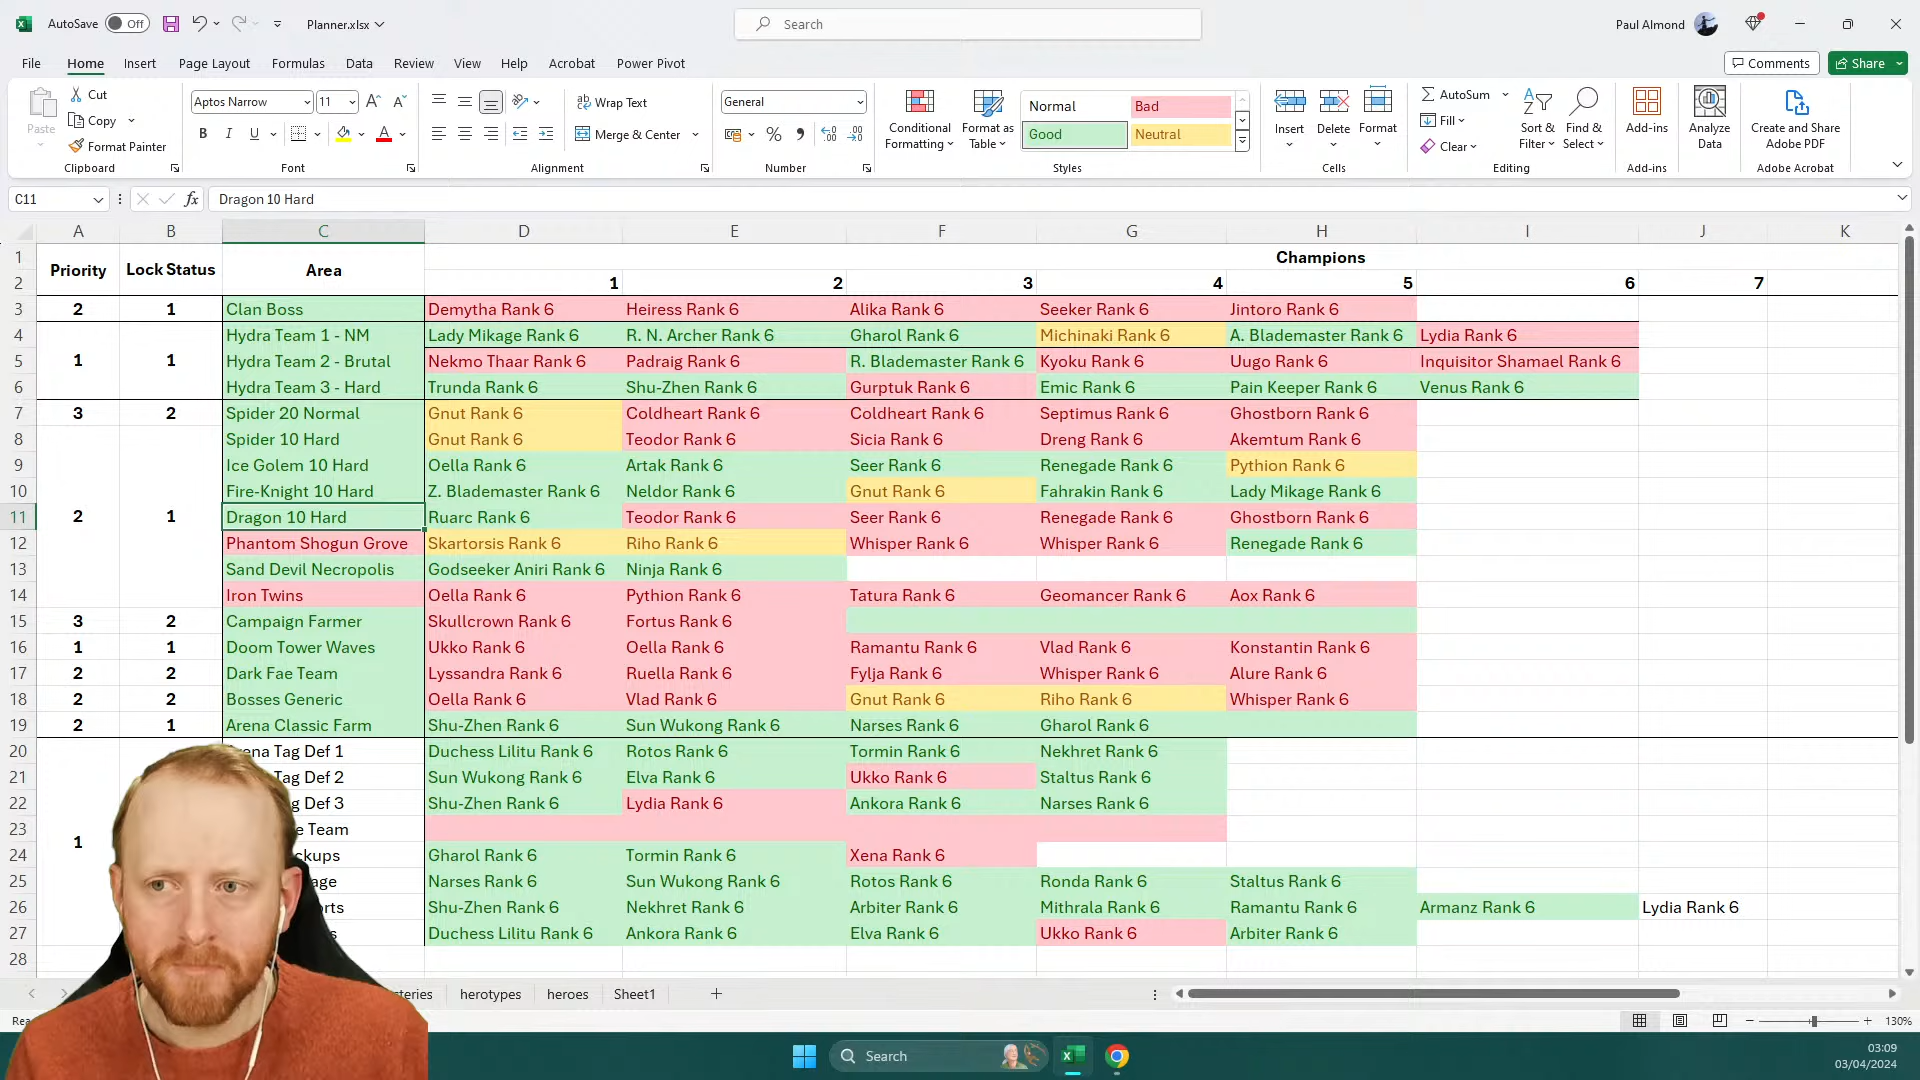 AutoSave Off Planner.xlsx Search Paul Almond
File Home Insert Page Layout Formulas Data Review View Help Acrobat Power Pivot Comments Share
Paste Cut Copy Format Painter
Aptos Narrow 11
Wrap Text Merge & Center
General
Conditional Formatting Format as Table
Normal Bad Good Neutral
Insert Delete Format
AutoSum Fill Clear
Sort & Filter Find & Select
Add-ins Analyze Data Create and Share Adobe PDF
Clipboard Font Alignment Number Styles Cells Editing Add-ins Adobe Acrobat
C11 fx Dragon 10 Hard
A B C D E F G H I J K
1 Priority Lock Status Area Champions
2 1 2 3 4 5 6 7
3 2 1 Clan Boss Demytha Rank 6 Heiress Rank 6 Alika Rank 6 Seeker Rank 6 Jintoro Rank 6
4 Hydra Team 1 - NM Lady Mikage Rank 6 R. N. Archer Rank 6 Gharol Rank 6 Michinaki Rank 6 A. Blademaster Rank 6 Lydia Rank 6
5 1 1 Hydra Team 2 - Brutal Nekmo Thaar Rank 6 Padraig Rank 6 R. Blademaster Rank 6 Kyoku Rank 6 Uugo Rank 6 Inquisitor Shamael Rank 6
6 Hydra Team 3 - Hard Trunda Rank 6 Shu-Zhen Rank 6 Gurptuk Rank 6 Emic Rank 6 Pain Keeper Rank 6 Venus Rank 6
7 3 2 Spider 20 Normal Gnut Rank 6 Coldheart Rank 6 Coldheart Rank 6 Septimus Rank 6 Ghostborn Rank 6
8 Spider 10 Hard Gnut Rank 6 Teodor Rank 6 Sicia Rank 6 Dreng Rank 6 Akemtum Rank 6
9 Ice Golem 10 Hard Oella Rank 6 Artak Rank 6 Seer Rank 6 Renegade Rank 6 Pythion Rank 6
10 Fire-Knight 10 Hard Z. Blademaster Rank 6 Neldor Rank 6 Gnut Rank 6 Fahrakin Rank 6 Lady Mikage Rank 6
11 2 1 Dragon 10 Hard Ruarc Rank 6 Teodor Rank 6 Seer Rank 6 Renegade Rank 6 Ghostborn Rank 6
12 Phantom Shogun Grove Skartorsis Rank 6 Riho Rank 6 Whisper Rank 6 Whisper Rank 6 Renegade Rank 6
13 Sand Devil Necropolis Godseeker Aniri Rank 6 Ninja Rank 6
14 Iron Twins Oella Rank 6 Pythion Rank 6 Tatura Rank 6 Geomancer Rank 6 Aox Rank 6
15 3 2 Campaign Farmer Skullcrown Rank 6 Fortus Rank 6
16 1 1 Doom Tower Waves Ukko Rank 6 Oella Rank 6 Ramantu Rank 6 Vlad Rank 6 Konstantin Rank 6
17 2 2 Dark Fae Team Lyssandra Rank 6 Ruella Rank 6 Fylja Rank 6 Whisper Rank 6 Alure Rank 6
18 2 2 Bosses Generic Oella Rank 6 Vlad Rank 6 Gnut Rank 6 Riho Rank 6 Whisper Rank 6
19 2 1 Arena Classic Farm Shu-Zhen Rank 6 Sun Wukong Rank 6 Narses Rank 6 Gharol Rank 6
20 Arena Tag Def 1 Duchess Lilitu Rank 6 Rotos Rank 6 Tormin Rank 6 Nekhret Rank 6
21 Tag Def 2 Sun Wukong Rank 6 Elva Rank 6 Ukko Rank 6 Staltus Rank 6
22 g Def 3 Shu-Zhen Rank 6 Lydia Rank 6 Ankora Rank 6 Narses Rank 6
23 1 e Team
24 ckups Gharol Rank 6 Tormin Rank 6 Xena Rank 6
25 age Narses Rank 6 Sun Wukong Rank 6 Rotos Rank 6 Ronda Rank 6 Staltus Rank 6
26 orts Shu-Zhen Rank 6 Nekhret Rank 6 Arbiter Rank 6 Mithrala Rank 6 Ramantu Rank 6 Armanz Rank 6 Lydia Rank 6
27 s Duchess Lilitu Rank 6 Ankora Rank 6 Elva Rank 6 Ukko Rank 6 Arbiter Rank 6
28
teries herotypes heroes Sheet1
Rea 130%
Search 03:09
03/04/2024